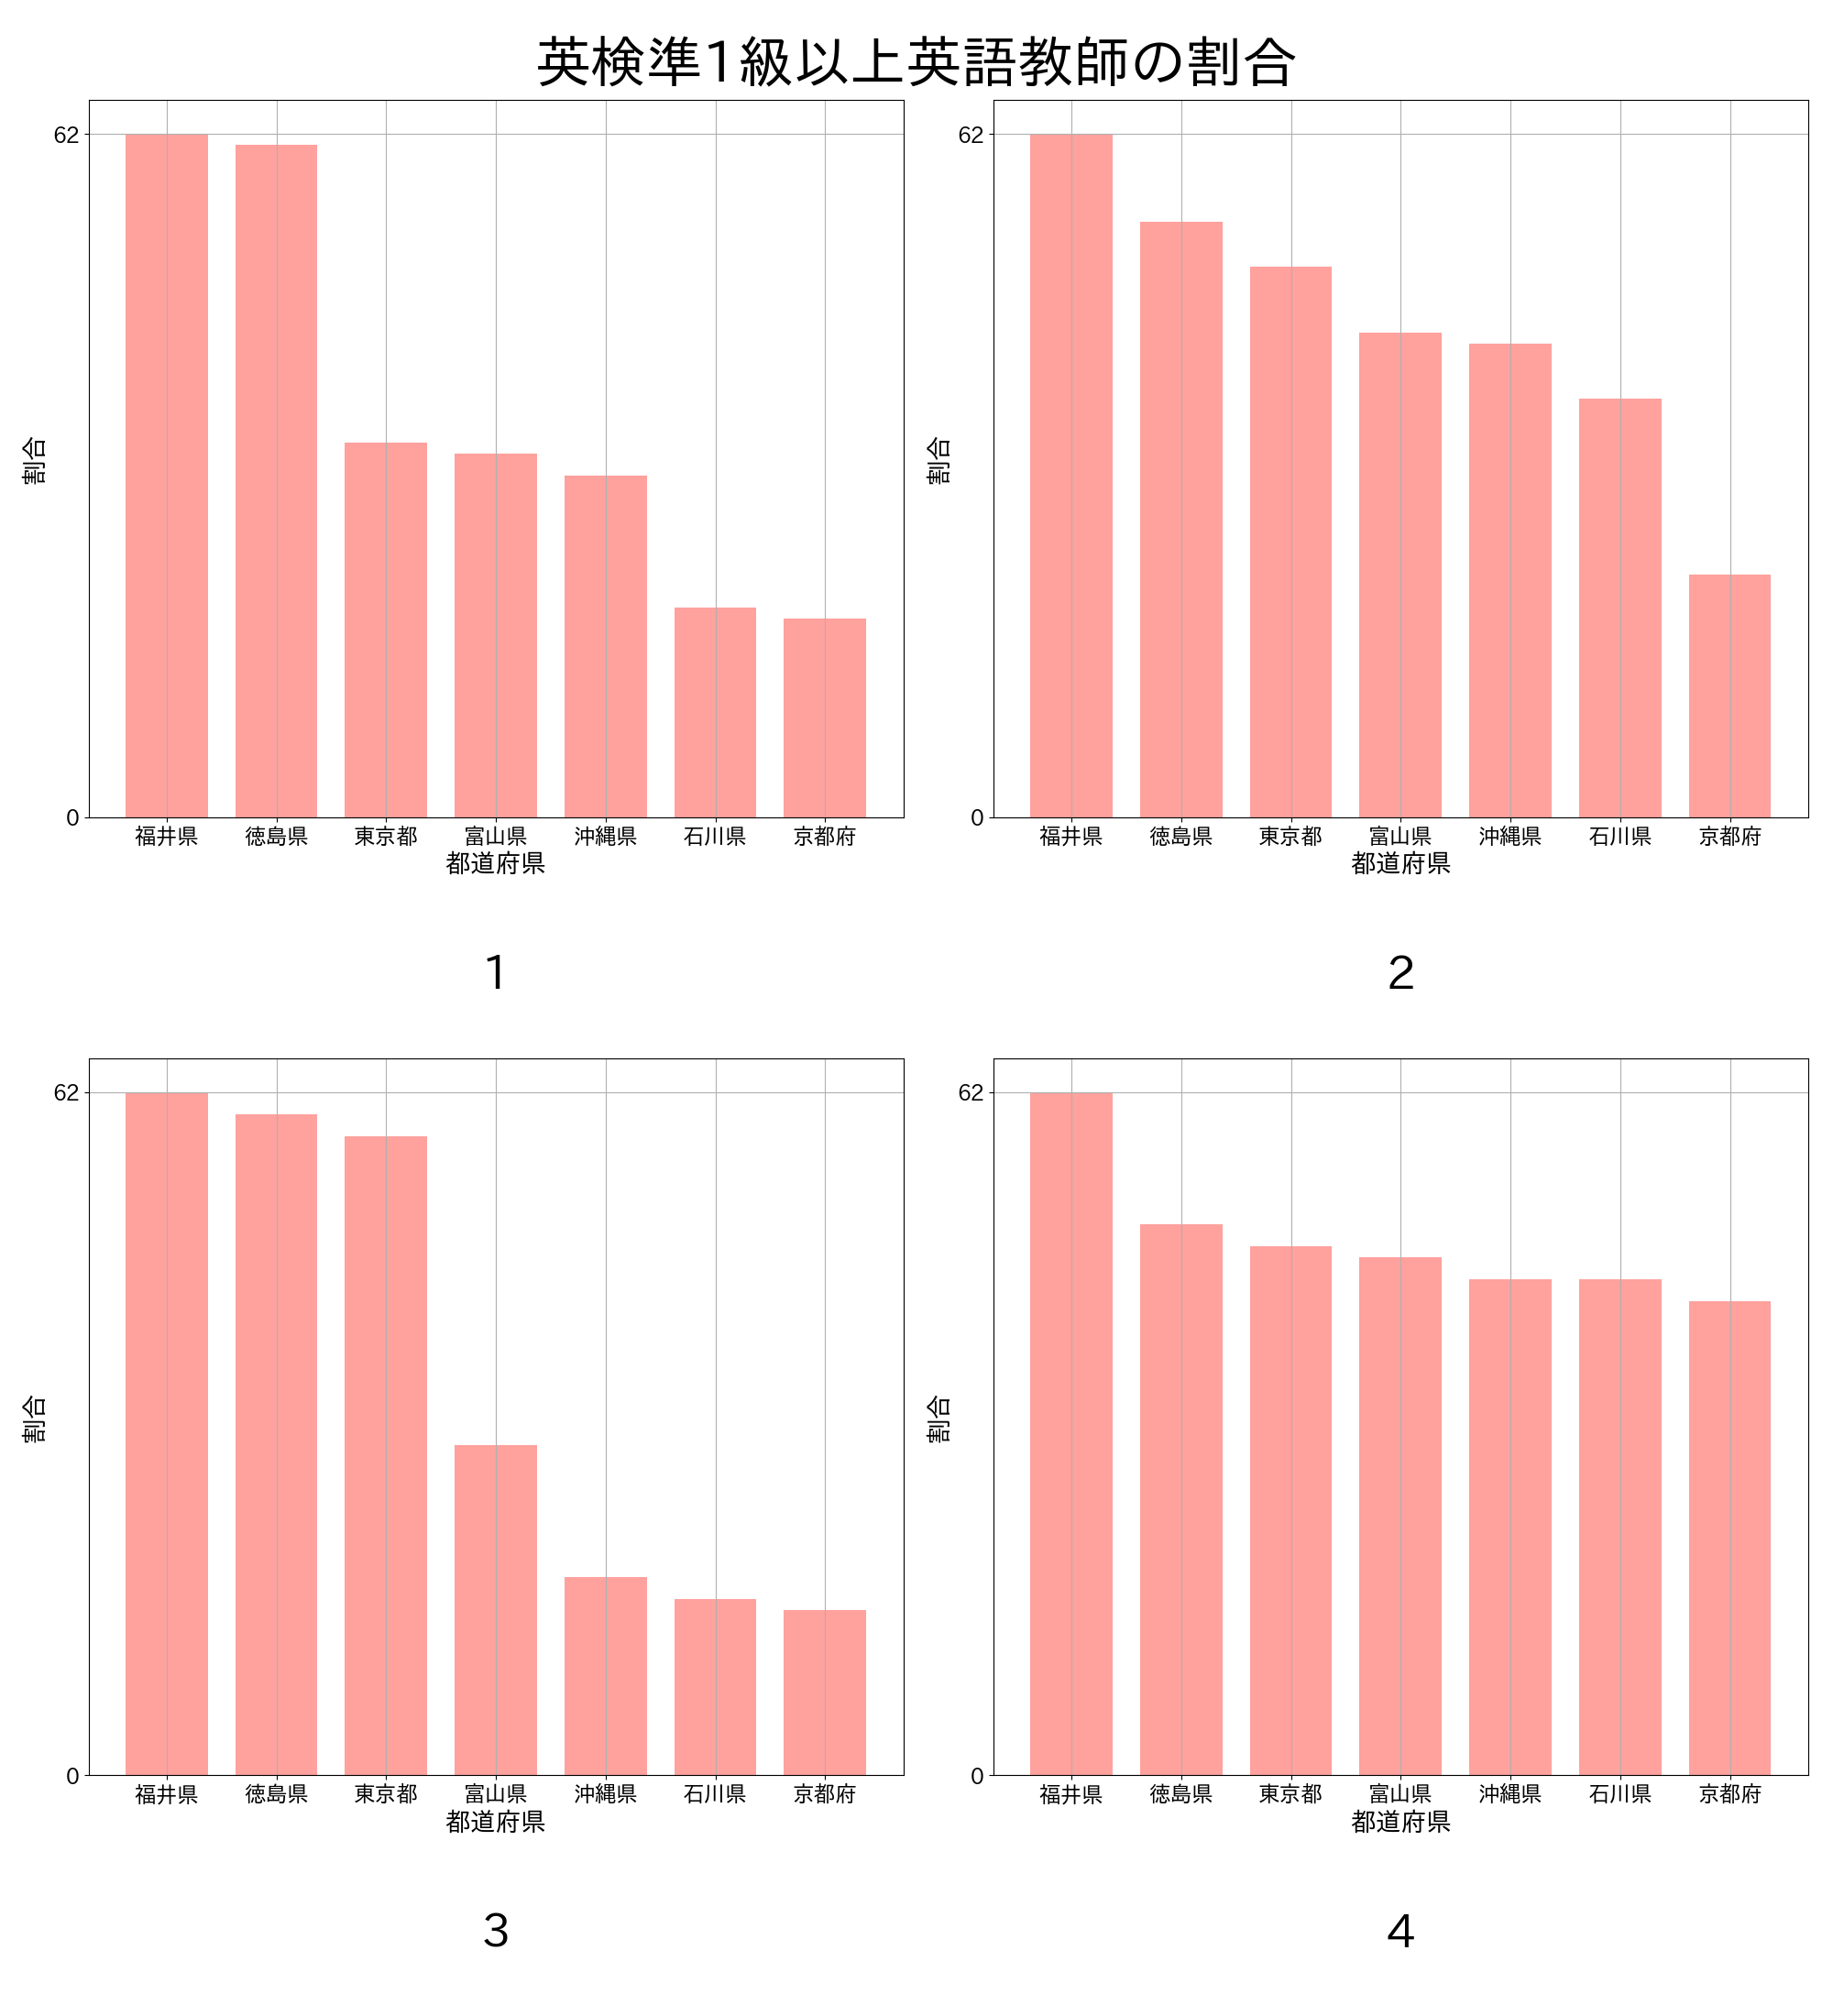 英検準1級以上英語教師の割合
62
0
割合
福井県 徳島県 東京都 富山県 沖縄県 石川県 京都府
都道府県
1
62
0
割合
福井県 徳島県 東京都 富山県 沖縄県 石川県 京都府
都道府県
2
62
0
割合
福井県 徳島県 東京都 富山県 沖縄県 石川県 京都府
都道府県
3
62
0
割合
福井県 徳島県 東京都 富山県 沖縄県 石川県 京都府
都道府県
4